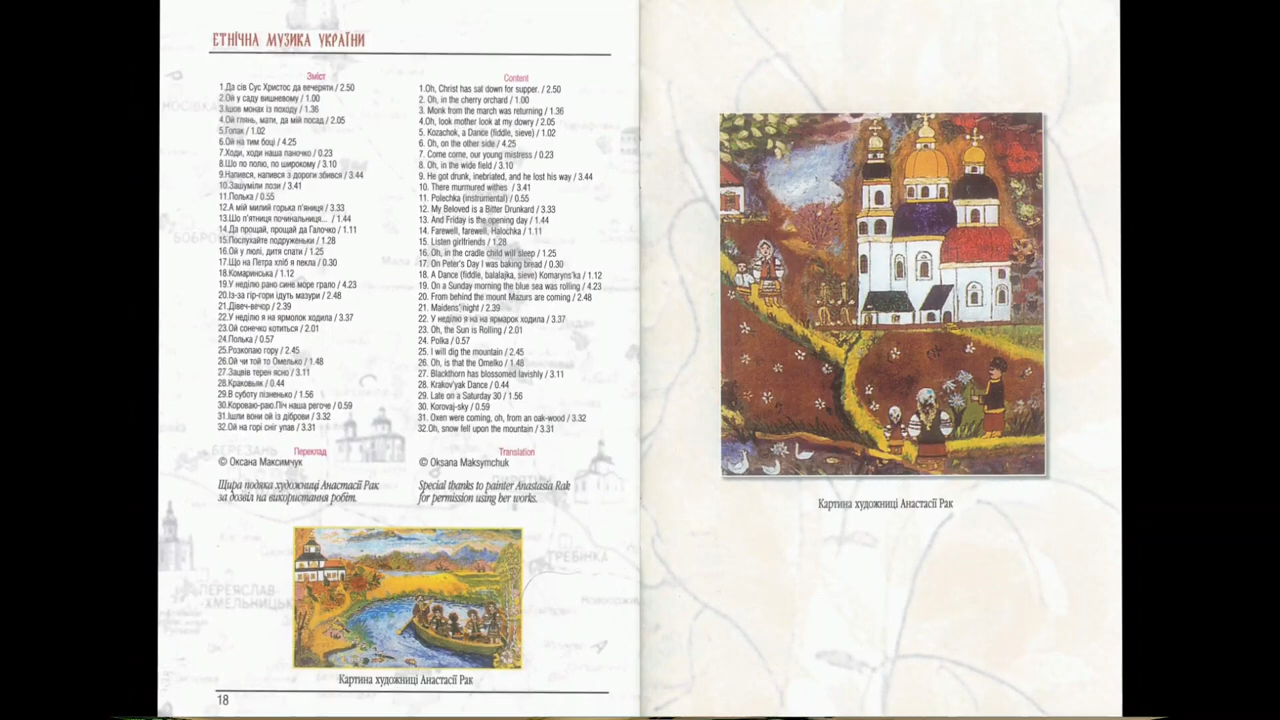 ЕТНІЧНА МУЗИКА УКРАЇНИ
Зміст
1.Да сів Сус Христос да вечеряти / 2.50
2.Ой у саду вишневому / 1.00
3.Ішов монах із походу / 1.36
4.Ой глянь, мати, да мій посад / 2.05
5.Гопак / 1.02
6.Ой на тим боці / 4.25
7.Ходи, ходи наша паночко / 0.23
8.Шо по полю, по широкому / 3.10
9.Напився, напився з дороги збився / 3.44
10.Зашуміли лози / 3.41
11.Полька / 0.55
12.А мій милий горька п'яниця / 3.33
13.Шо п'ятниця починальниця... / 1.44
14.Да прощай, прощай да Галочко / 1.11
15.Послухайте подруженьки / 1.28
16.Ой у люлі, дитя спати / 1.25
17.Що на Петра хліб я пекла / 0.30
18.Комаринська / 1.12
19.У неділю рано синє море грало / 4.23
20.Із-за гір-гори ідуть мазури / 2.48
21.Дівеч-вечор / 2.39
22.У неділю я на ярмолок ходила / 3.37
23.Ой сонечко котиться / 2.01
24.Полька / 0.57
25.Розкопаю гору / 2.45
26.Ой чи той то Омелько / 1.48
27.Зацвів терен ясно / 3.11
28.Краковьяк / 0.44
29.В суботу пізненько / 1.56
30.Короваю-раю.Піч наша регоче / 0.59
31.Ішли вони ой із діброви / 3.32
32.Ой на горі сніг упав / 3.31
Переклад
© Оксана Максимчук
Щира подяка художниці Анастасії Рак
за дозвіл на використання робіт.
Content
1.Oh, Christ has sat down for supper. / 2.50
2. Oh, in the cherry orchard / 1.00
3. Monk from the march was returning / 1.36
4.Oh, look mother look at my dowry / 2.05
5. Kozachok, a Dance (fiddle, sieve) / 1.02
6. Oh, on the other side / 4.25
7. Come come, our young mistress / 0.23
8. Oh, in the wide field / 3.10
9. He got drunk, inebriated, and he lost his way / 3.44
10. There murmured withes / 3.41
11. Polechka (instrumental) / 0.55
12. My Beloved is a Bitter Drunkard / 3.33
13. And Friday is the opening day / 1.44
14. Farewell, farewell, Halochka / 1.11
15. Listen girlfriends / 1.28
16. Oh, in the cradle child will sleep / 1.25
17. On Peter's Day I was baking bread / 0.30
18. A Dance (fiddle, balalajka, sieve) Komaryns'ka / 1.12
19. On a Sunday morning the blue sea was rolling / 4.23
20. From behind the mount Mazurs are coming / 2.48
21. Maidens' night / 2.39
22. У неділю я на на ярмарок ходила / 3.37
23. Oh, the Sun is Rolling / 2.01
24. Polka / 0.57
25. I will dig the mountain / 2.45
26. Oh, is that the Omelko / 1.48
27. Blackthorn has blossomed lavishly / 3.11
28. Krakov'yak Dance / 0.44
29. Late on a Saturday 30 / 1.56
30. Korovaj-sky / 0.59
31. Oxen were coming, oh, from an oak-wood / 3.32
32.Oh, snow fell upon the mountain / 3.31
Translation
© Oksana Maksymchuk
Special thanks to painter Anastasia Rak
for permission using her works.
Картина художниці Анастасії Рак
18
Картина художниці Анастасії Рак
НОСІВКА
БЕРЕЗАНЬ
ПЕРЕЯСЛАВ
-ХМЕЛЬНИЦЬК
ТРЕБІНКА